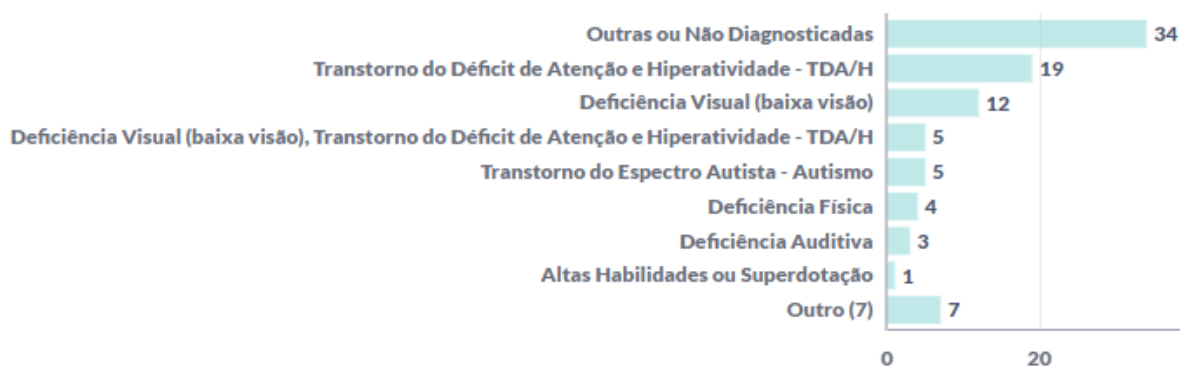 Outras ou Não Diagnosticadas 34
Transtorno do Déficit de Atenção e Hiperatividade - TDA/H 19
Deficiência Visual (baixa visão) 12
Deficiência Visual (baixa visão), Transtorno do Déficit de Atenção e Hiperatividade - TDA/H 5
Transtorno do Espectro Autista - Autismo 5
Deficiência Física 4
Deficiência Auditiva 3
Altas Habilidades ou Superdotação 1
Outro (7) 7
0 20